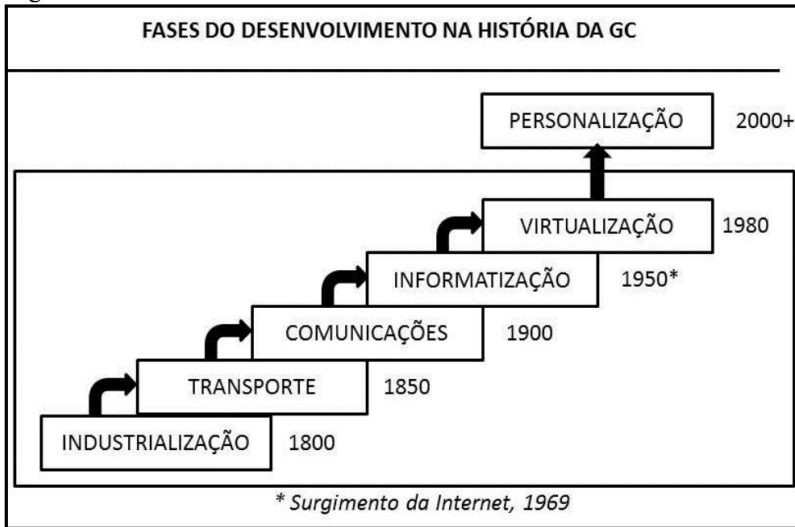 FASES DO DESENVOLVIMENTO NA HISTÓRIA DA GC
PERSONALIZAÇÃO 2000+
VIRTUALIZAÇÃO 1980
INFORMATIZAÇÃO 1950*
COMUNICAÇÕES 1900
TRANSPORTE 1850
INDUSTRIALIZAÇÃO 1800
* Surgimento da Internet, 1969